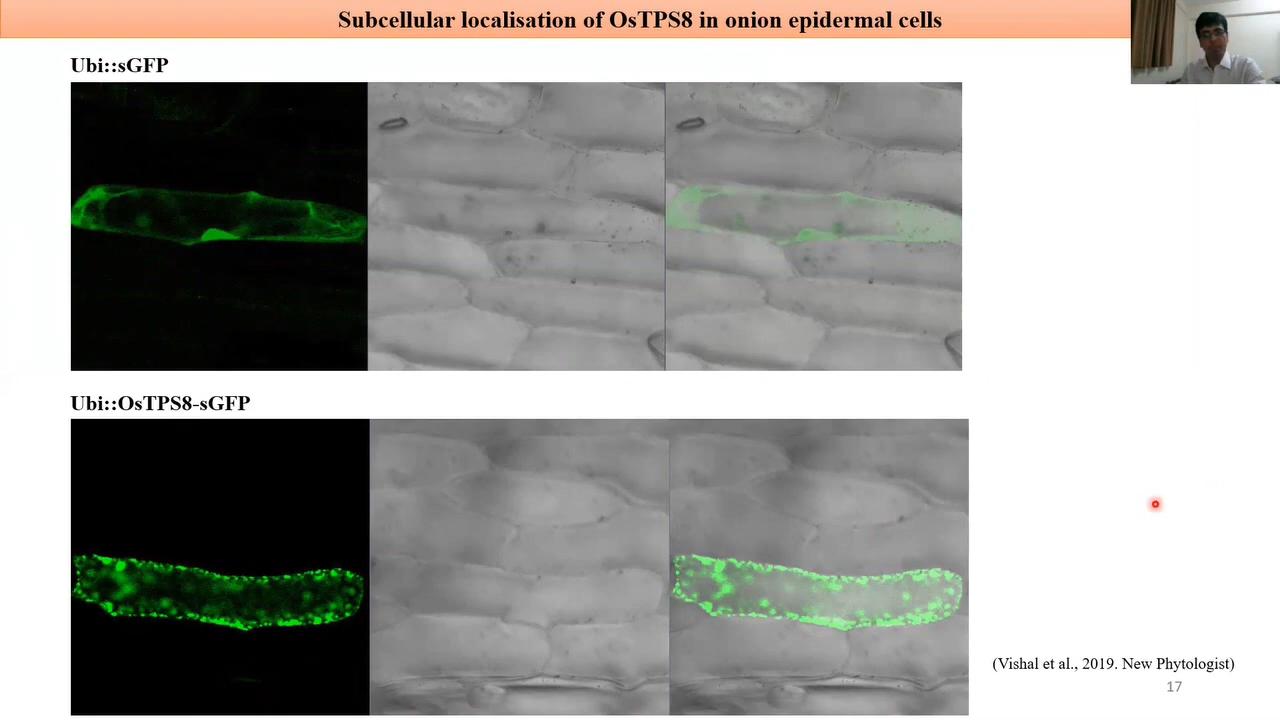 Subcellular localisation of OsTPS8 in onion epidermal cells
Ubi::sGFP
Ubi::OsTPS8-sGFP
(Vishal et al., 2019. New Phytologist)
17